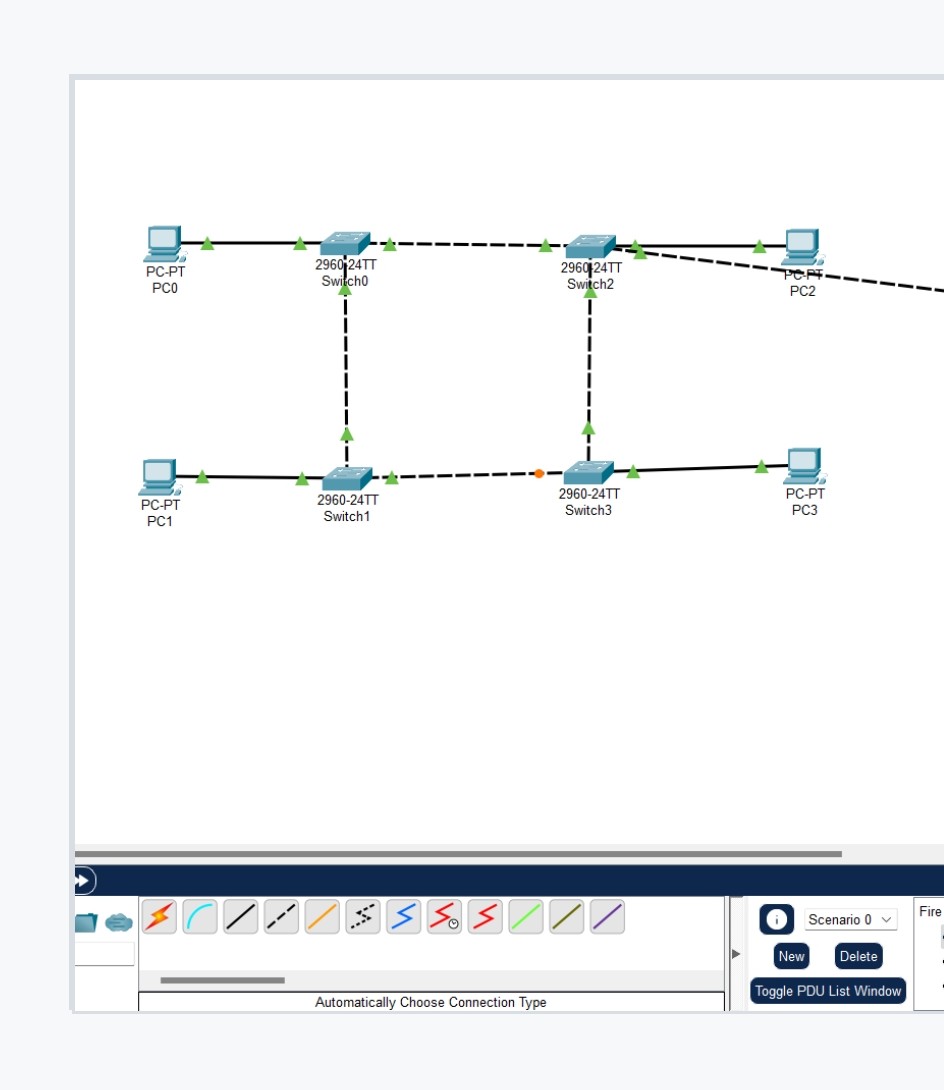 2960-24TT
Switch0
2960-24TT
Switch2
PC-PT
PC0
PC-PT
PC2
PC-PT
PC1
2960-24TT
Switch1
2960-24TT
Switch3
PC-PT
PC3
Scenario 0
Fire
New
Delete
Toggle PDU List Window
Automatically Choose Connection Type